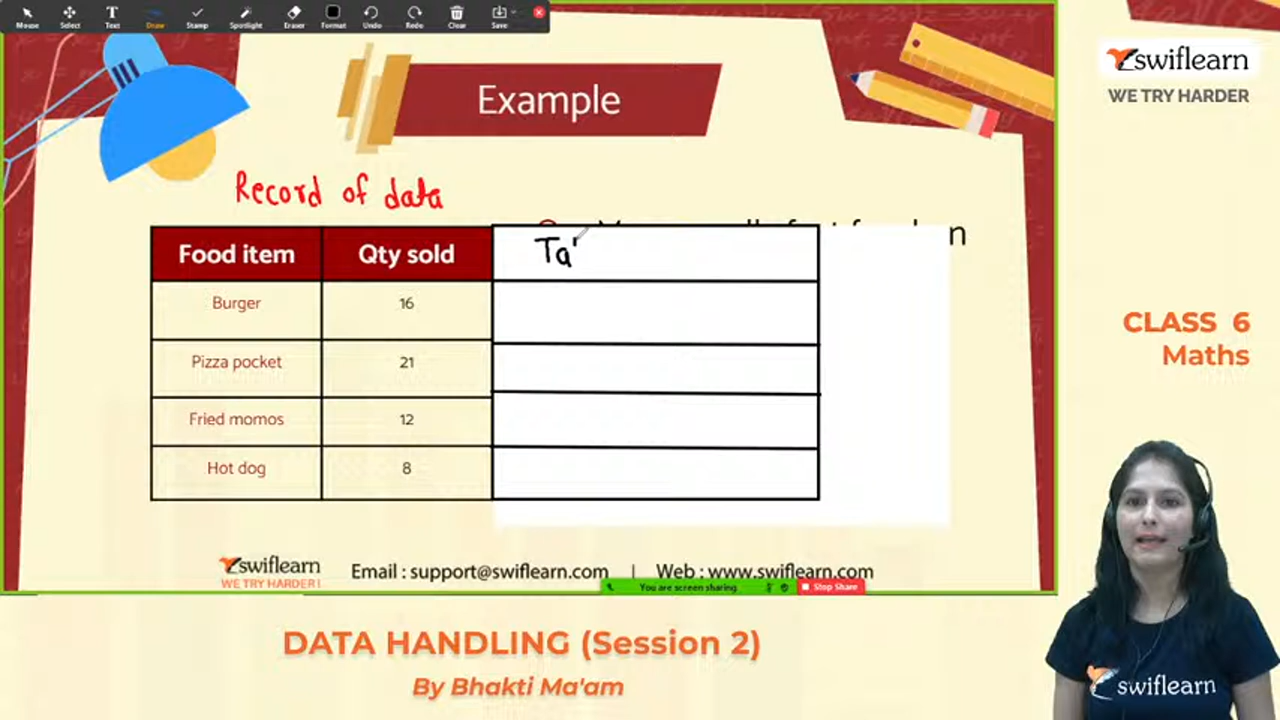 Mouse Select Text Draw Stamp Spotlight Eraser Format Undo Redo Clear Save
swiflearn
WE TRY HARDER
Example
Record of data
Food item Qty sold Ta
Burger 16
Pizza pocket 21
Fried momos 12
Hot dog 8
CLASS 6
Maths
swiflearn
WE TRY HARDER !
Email : support@swiflearn.com | Web : www.swiflearn.com
You are screen sharing Stop Share
DATA HANDLING (Session 2)
By Bhakti Ma'am
swiflearn